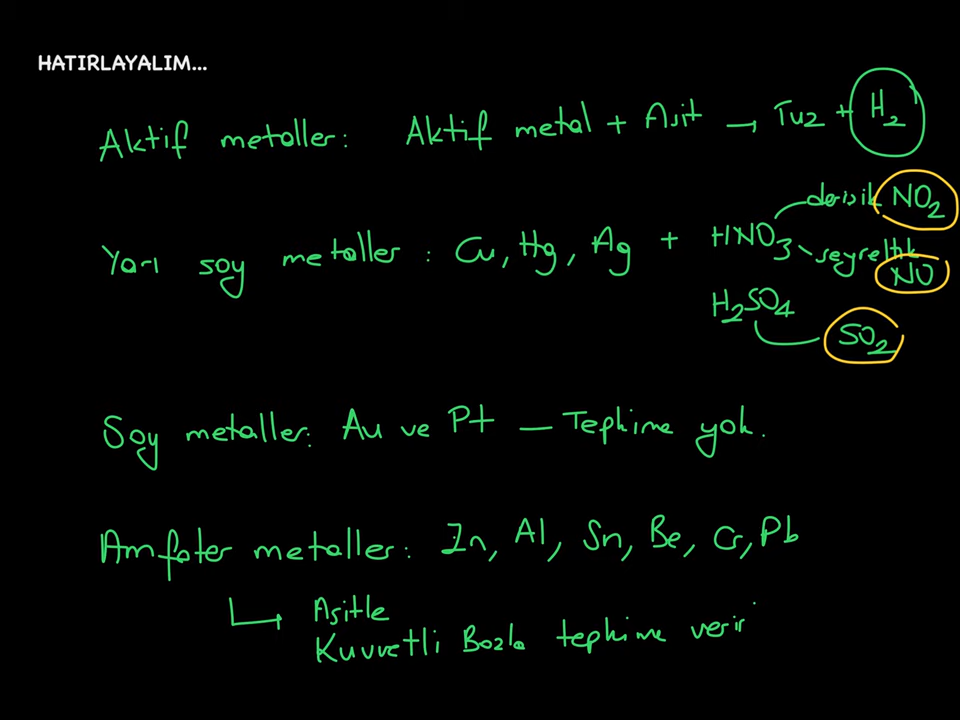 HATIRLAYALIM...
Aktif metaller: Aktif metal + Asit → Tuz + H₂
derişik NO₂
Yarı soy metaller: Cu, Hg, Ag + HNO₃ seyreltik
NO
H₂SO₄
SO₂
Soy metaller: Au ve Pt — Tepkime yok.
Amfoter metaller: Zn, Al, Sn, Be, Cr, Pb
Asitle
Kuvvetli Bazla tepkime verir